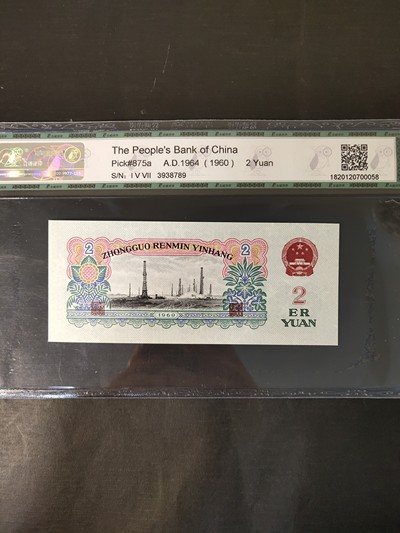 The People's Bank of China
Pick#875a A.D.1964 ( 1960 ) 2 Yuan
S/N: I V VII 3938789
1820120700058
2 2
ZHONGGUO RENMIN YINHANG
1960
2
ER
YUAN